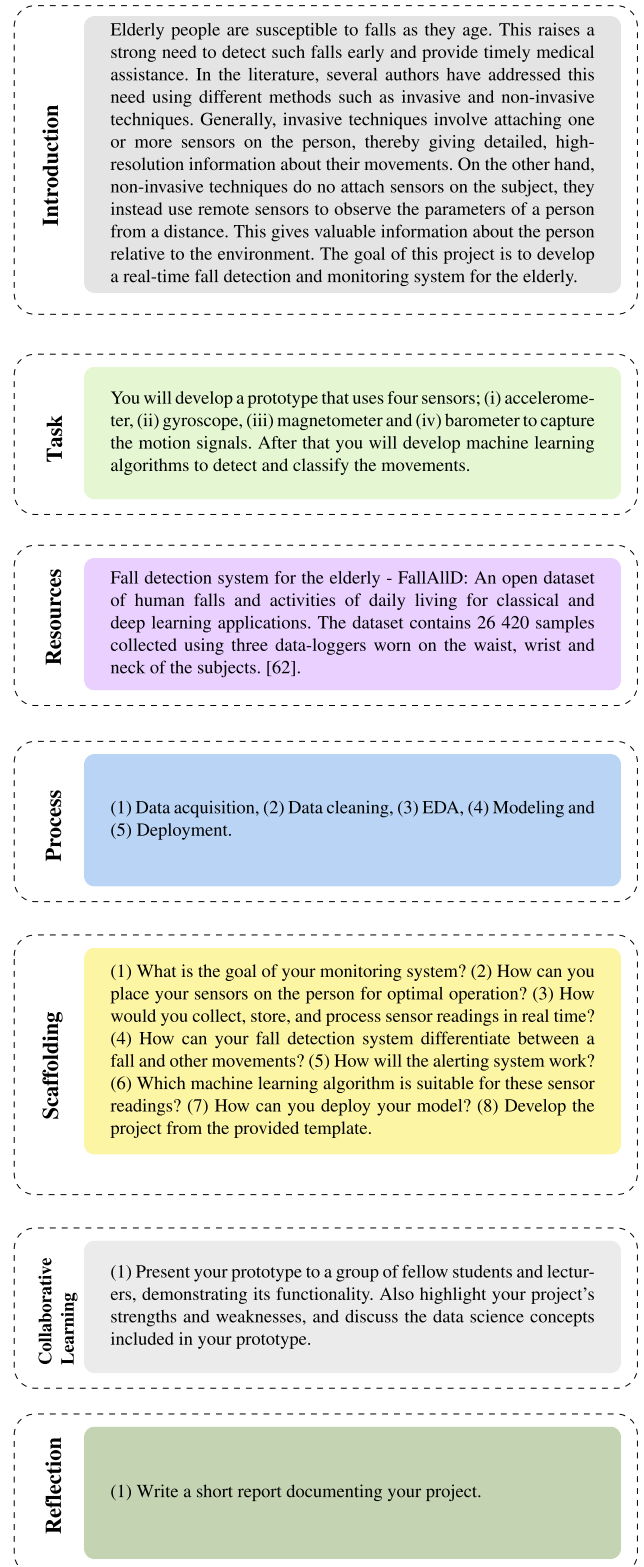 Introduction
Elderly people are susceptible to falls as they age. This raises a
strong need to detect such falls early and provide timely medical
assistance. In the literature, several authors have addressed this
need using different methods such as invasive and non-invasive
techniques. Generally, invasive techniques involve attaching one
or more sensors on the person, thereby giving detailed, high-
resolution information about their movements. On the other hand,
non-invasive techniques do no attach sensors on the subject, they
instead use remote sensors to observe the parameters of a person
from a distance. This gives valuable information about the person
relative to the environment. The goal of this project is to develop
a real-time fall detection and monitoring system for the elderly.
Task
You will develop a prototype that uses four sensors; (i) accelerome-
ter, (ii) gyroscope, (iii) magnetometer and (iv) barometer to capture
the motion signals. After that you will develop machine learning
algorithms to detect and classify the movements.
Resources
Fall detection system for the elderly - FallAllD: An open dataset
of human falls and activities of daily living for classical and
deep learning applications. The dataset contains 26 420 samples
collected using three data-loggers worn on the waist, wrist and
neck of the subjects. [62].
Process
(1) Data acquisition, (2) Data cleaning, (3) EDA, (4) Modeling and
(5) Deployment.
Scaffolding
(1) What is the goal of your monitoring system? (2) How can you
place your sensors on the person for optimal operation? (3) How
would you collect, store, and process sensor readings in real time?
(4) How can your fall detection system differentiate between a
fall and other movements? (5) How will the alerting system work?
(6) Which machine learning algorithm is suitable for these sensor
readings? (7) How can you deploy your model? (8) Develop the
project from the provided template.
Collaborative
Learning
(1) Present your prototype to a group of fellow students and lectur-
ers, demonstrating its functionality. Also highlight your project's
strengths and weaknesses, and discuss the data science concepts
included in your prototype.
Reflection
(1) Write a short report documenting your project.